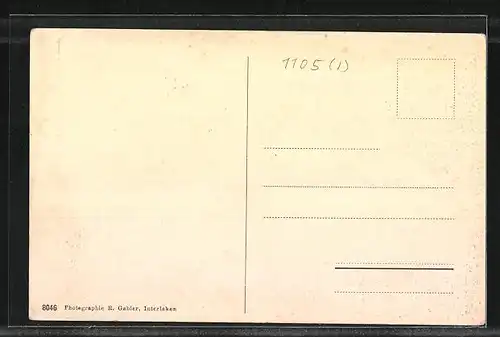 1105 (1)
8046 Photographie E. Gabler, Interlaken